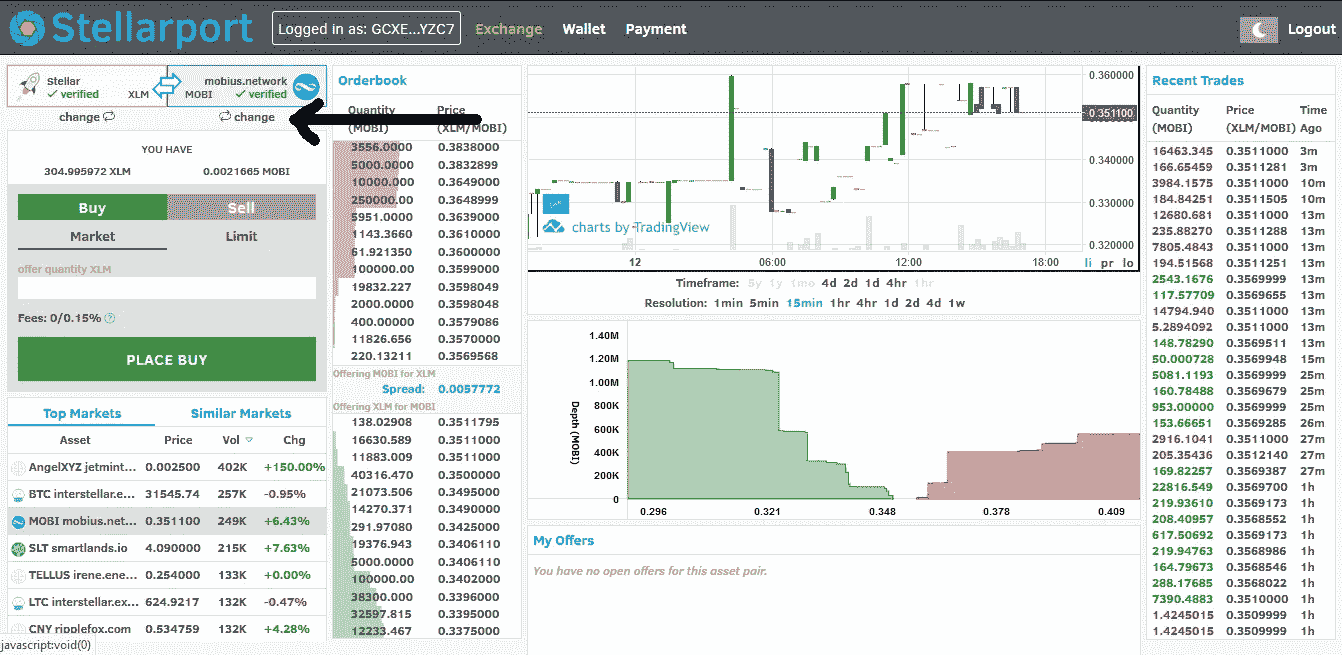 Stellarport Logged in as: GCXE...YZC7 Exchange Wallet Payment Logout
Stellar
verified
XLM
mobius.network
MOBI verified
change change
YOU HAVE
304.995972 XLM 0.0021665 MOBI
Buy Sell
Market Limit
offer quantity XLM
Fees: 0/0.15% ?
PLACE BUY
Top Markets Similar Markets
Asset Price Vol Chg
AngelXYZ jetmint... 0.002500 402K +150.00%
BTC interstellar.e... 31545.74 257K -0.95%
MOBI mobius.net... 0.351100 249K +6.43%
SLT smartlands.io 4.090000 215K +7.63%
TELLUS irene.ene... 0.254000 133K +0.00%
LTC interstellar.ex... 624.9217 132K -0.47%
CNY ripplefox.com 0.534759 132K +4.28%
javascript:void(0)
Orderbook
Quantity Price
(MOBI) (XLM/MOBI)
3556.0000 0.3838000
5000.0000 0.3832899
10000.000 0.3649000
250000.00 0.3648999
5951.0000 0.3639000
1143.3660 0.3610000
61.921350 0.3600000
100000.00 0.3599000
19832.227 0.3598049
2000.0000 0.3598048
400.00000 0.3579086
11826.656 0.3570000
220.13211 0.3569568
Offering MOBI for XLM
Spread: 0.0057772
Offering XLM for MOBI
138.02908 0.3511795
16630.589 0.3511000
11883.009 0.3511000
40316.470 0.3500000
21073.506 0.3495000
14270.371 0.3490000
291.97080 0.3425000
19376.943 0.3406110
5000.0000 0.3406110
100000.00 0.3402000
38300.000 0.3396000
32597.815 0.3395000
12233.467 0.3375000
0.360000
0.351100
0.340000
0.330000
0.320000
charts by TradingView
12 06:00 12:00 18:00 li pr lo
Timeframe: 5y 1y 1mo 4d 2d 1d 4hr 1hr
Resolution: 1min 5min 15min 1hr 4hr 1d 2d 4d 1w
Depth (MOBI)
1.40M
1.20M
1.00M
800K
600K
400K
200K
0
0.296 0.321 0.348 0.378 0.409
My Offers
You have no open offers for this asset pair.
Recent Trades
Quantity Price Time
(MOBI) (XLM/MOBI) Ago
16463.345 0.3511000 3m
166.65459 0.3511281 3m
3984.1575 0.3511000 10m
184.84251 0.3511505 10m
12680.681 0.3511000 13m
235.88270 0.3511288 13m
7805.4843 0.3511000 13m
194.51568 0.3511251 13m
2543.1676 0.3569999 13m
117.57709 0.3569655 13m
14794.940 0.3511000 13m
5.2894092 0.3511000 13m
148.78290 0.3569511 13m
50.000728 0.3569948 15m
5081.1193 0.3569999 25m
160.78488 0.3569679 25m
953.00000 0.3569999 25m
153.66651 0.3569285 26m
2916.1041 0.3511000 27m
205.35436 0.3512140 27m
169.82257 0.3569387 27m
22816.549 0.3569700 1h
219.93610 0.3569173 1h
208.40957 0.3568552 1h
617.50692 0.3569173 1h
219.94763 0.3568986 1h
164.79673 0.3568546 1h
288.17685 0.3568022 1h
7390.4883 0.3510000 1h
1.4245015 0.3509999 1h
1.4245015 0.3509999 1h